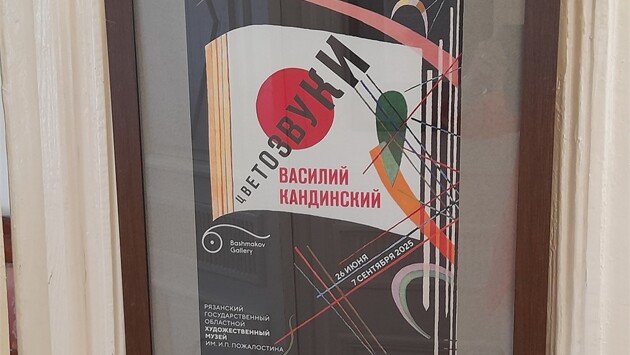 ЦВЕТОЗВУКИ
ВАСИЛИЙ
КАНДИНСКИЙ
Bashmakov
Gallery
26 ИЮНЯ
7 СЕНТЯБРЯ 2025
РЯЗАНСКИЙ
ГОСУДАРСТВЕННЫЙ
ОБЛАСТНОЙ
ХУДОЖЕСТВЕННЫЙ
МУЗЕЙ
ИМ. И.П. ПОЖАЛОСТИНА